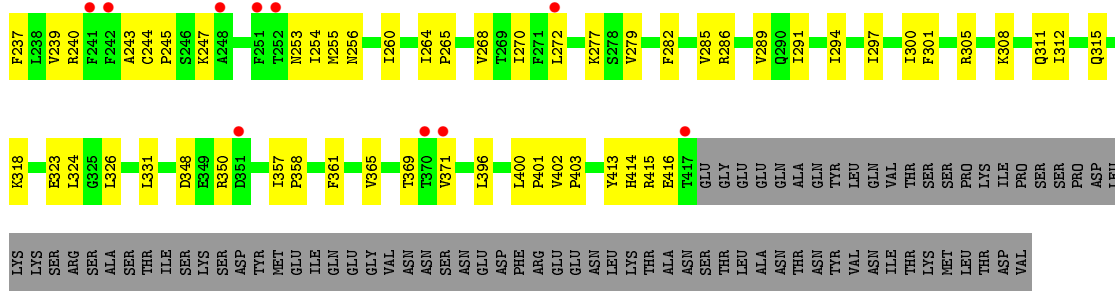 F237 L238 V239 R240 F241 F242 A243 C244 P245 S246 K247 A248 F251 T252 N253 I254 M255 N256 I260 I264 P265 V268 T269 I270 F271 L272 K277 S278 V279 F282 V285 R286 V289 Q290 I291 I294 I297 I300 F301 R305 K308 Q311 I312 Q315
K318 E323 L324 G325 L326 L331 D348 E349 R350 D351 I357 P358 F361 V365 T369 T370 V371 L396 L400 P401 V402 P403 Y413 H414 R415 E416 T417 GLU GLY GLU GLU GLN ALA GLN TYR LEU GLN VAL THR SER SER PRO LYS ILE PRO SER SER PRO ASP LEU
LYS LYS SER ARG SER ALA SER THR ILE SER LYS SER ASP TYR MET GLU ILE GLN GLU GLY VAL ASN ASN SER ASN GLU ASP PHE ARG GLU GLU ASN LEU LYS THR ALA ASN SER THR LEU ALA ASN THR ASN TYR VAL ASN ILE THR LYS MET LEU THR ASP VAL